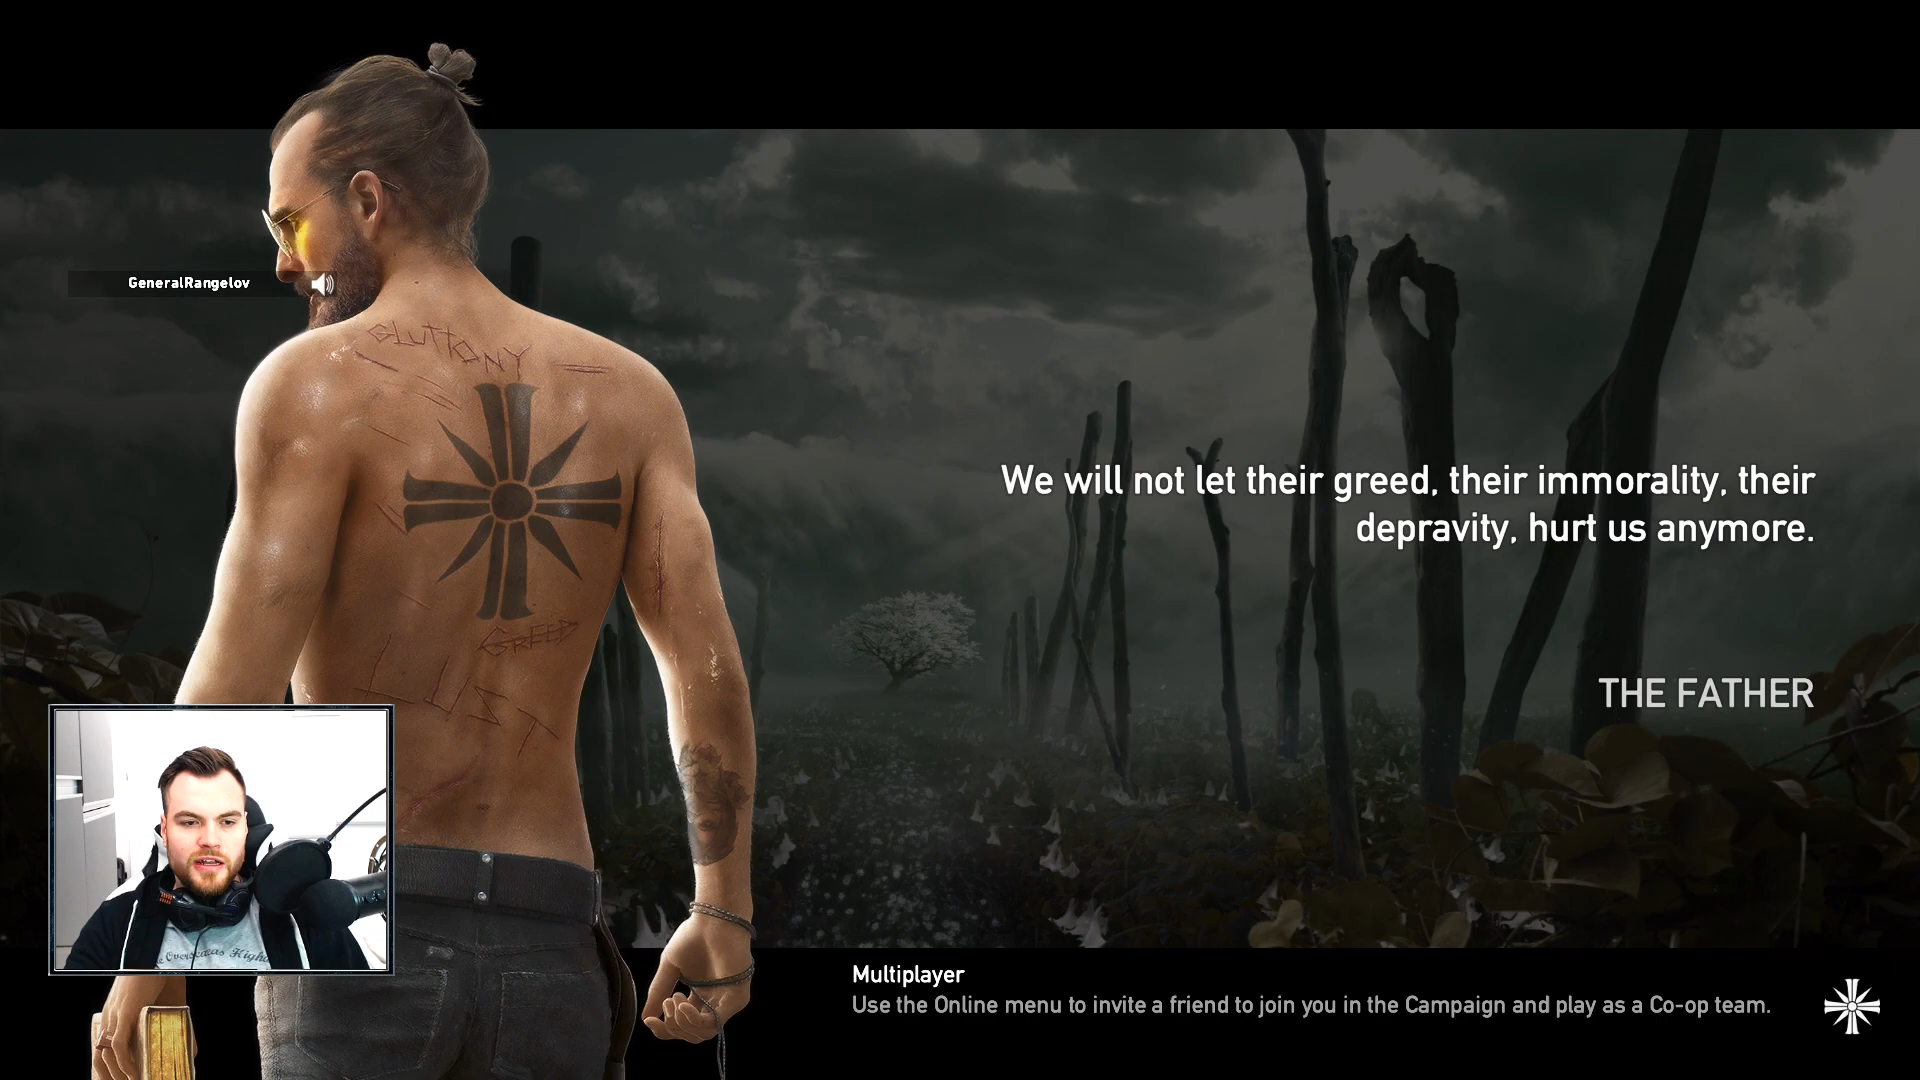 GeneralRangelov
GLUTTONY
We will not let their greed, their immorality, their
depravity, hurt us anymore.
GREED
LUST
THE FATHER
Overseas High
Multiplayer
Use the Online menu to invite a friend to join you in the Campaign and play as a Co-op team.